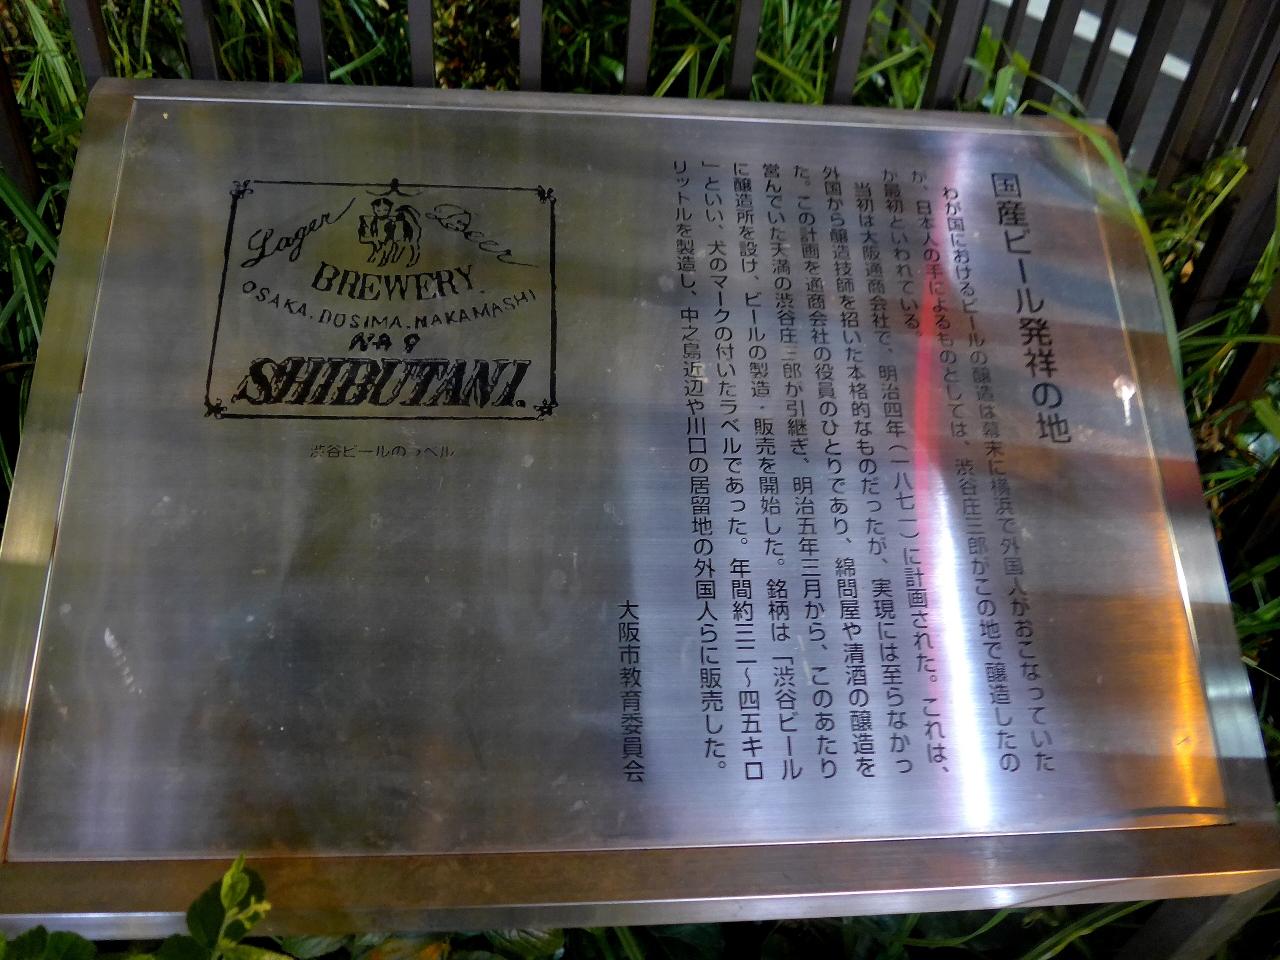 国産ビール発祥の地
わが国におけるビールの醸造は幕末に横浜で外国人がおこなっていた
が、日本人の手によるものとしては、渋谷庄三郎がこの地で醸造したの
が最初といわれている。
当初は大阪通商会社で、明治四年(一八七一)に計画された。これは、
外国から醸造技師を招いた本格的なものだったが、実現には至らなかっ
た。この計画を通商会社の役員のひとりであり、綿問屋や清酒の醸造を
営んでいた天満の渋谷庄三郎が引継ぎ、明治五年三月から、このあたり
に醸造所を設け、ビールの製造・販売を開始した。銘柄は「渋谷ビール
」といい、犬のマークの付いたラベルであった。年間約三二〜四五キロ
リットルを製造し、中之島近辺や川口の居留地の外国人らに販売した。
大阪市教育委員会
Lager Beer
BREWERY.
OSAKA. DOSIMA. NAKAMASHI
NA 9
SHIBUTANI.
渋谷ビールのラベル